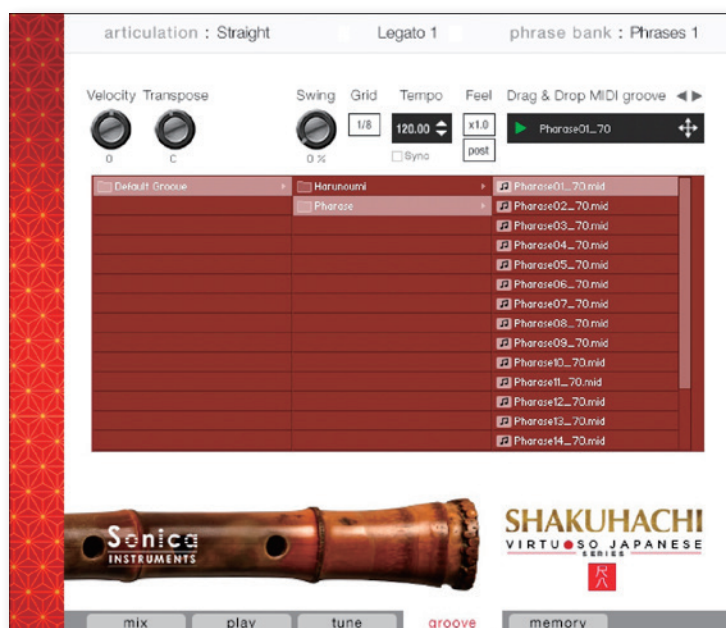 articulation : Straight Legato 1 phrase bank : Phrases 1
Velocity Transpose Swing Grid Tempo Feel Drag & Drop MIDI groove
1/8 120.00 x1.0 Pharase01_70
0 C 0 % Sync post
Default Groove Harunoumi Pharase01_70.mid
Pharase Pharase02_70.mid
Pharase03_70.mid
Pharase04_70.mid
Pharase05_70.mid
Pharase06_70.mid
Pharase07_70.mid
Pharase08_70.mid
Pharase09_70.mid
Pharase10_70.mid
Pharase11_70.mid
Pharase12_70.mid
Pharase13_70.mid
Pharase14_70.mid
Sonica
INSTRUMENTS
SHAKUHACHI
VIRTUOSO JAPANESE
SERIES
尺八
mix play tune groove memory